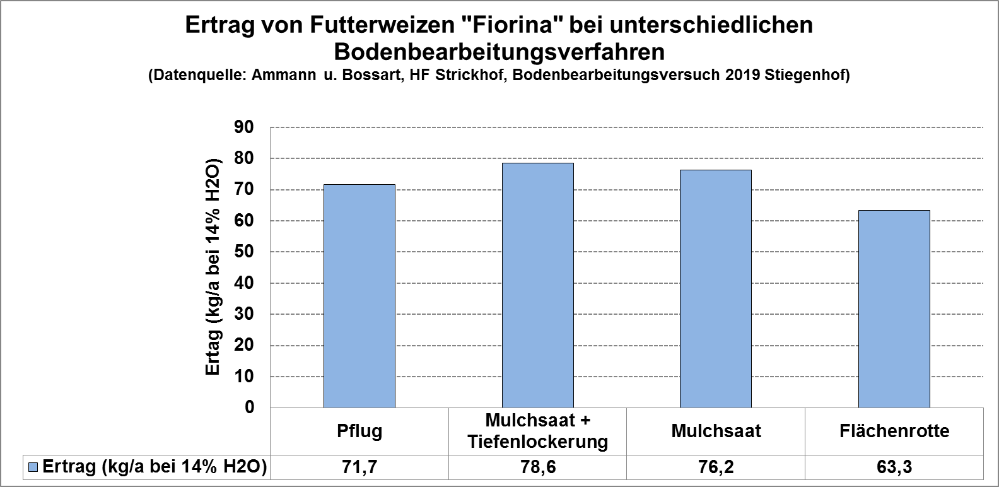 Ertrag von Futterweizen "Fiorina" bei unterschiedlichen
Bodenbearbeitungsverfahren
(Datenquelle: Ammann u. Bossart, HF Strickhof, Bodenbearbeitungsversuch 2019 Stiegenhof)
Ertag (kg/a bei 14% H2O)
90
80
70
60
50
40
30
20
10
0
Pflug
Mulchsaat +
Tiefenlockerung
Mulchsaat
Flächenrotte
Ertrag (kg/a bei 14% H2O) 71,7 78,6 76,2 63,3